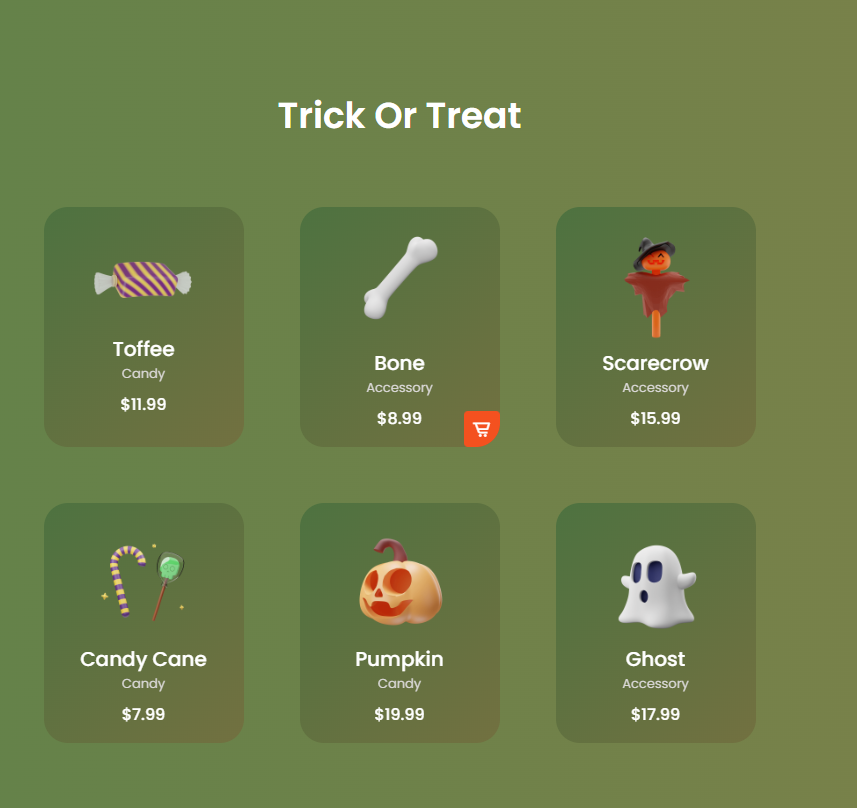 Trick Or Treat
Toffee
Candy
$11.99
Bone
Accessory
$8.99
Scarecrow
Accessory
$15.99
Candy Cane
Candy
$7.99
Pumpkin
Candy
$19.99
Ghost
Accessory
$17.99